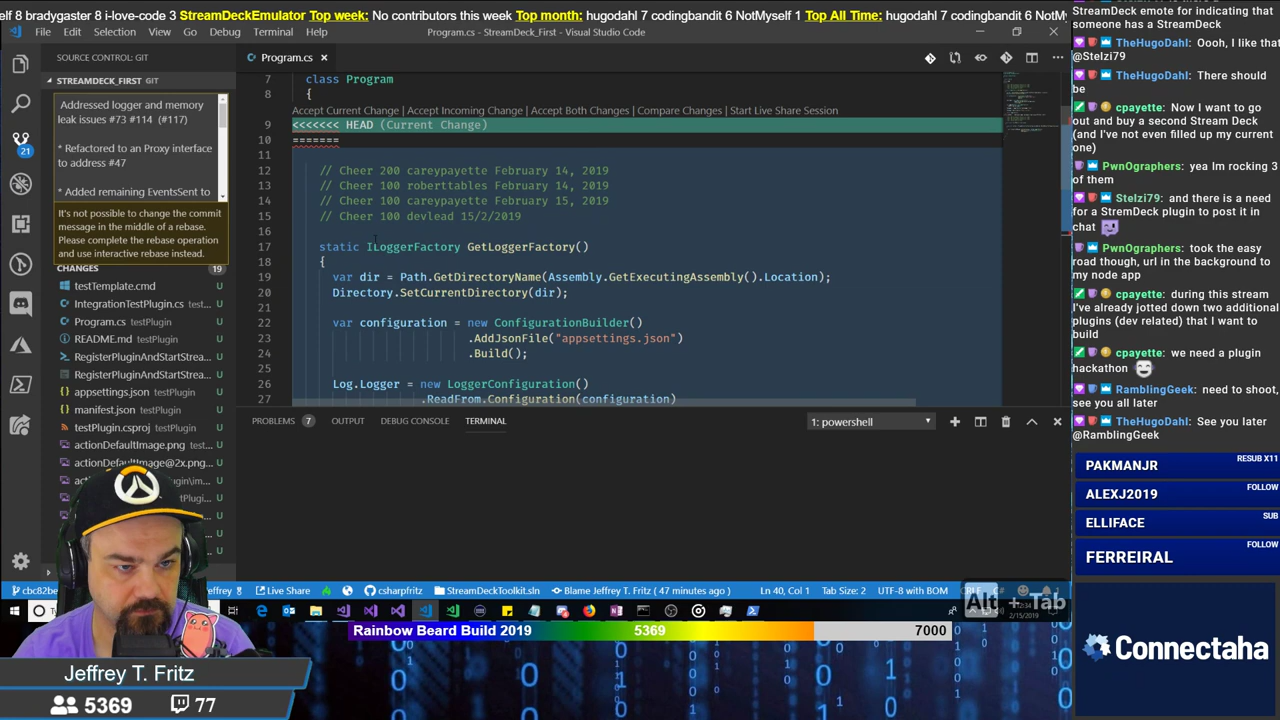 elf 8 bradygaster 8 i-love-code 3 StreamDeckEmulator Top week: No contributors this week Top month: hugodahl 7 codingbandit 6 NotMyself 1 Top All Time: hugodahl 7 codingbandit 6 NotM
File Edit Selection View Go Debug Terminal Help
Program.cs - StreamDeck_First - Visual Studio Code
SOURCE CONTROL: GIT
STREAMDECK_FIRST GIT
Addressed logger and memory
leak issues #73 #114 (#117)
* Refactored to an Proxy interface
to address #47
* Added remaining EventsSent to
It's not possible to change the commit
message in the middle of a rebase.
Please complete the rebase operation
and use interactive rebase instead.
21
CHANGES 19
testTemplate.cmd U
IntegrationTestPlugin.cs test... U
Program.cs testPlugin U
README.md testPlugin U
RegisterPluginAndStartStrea... U
RegisterPluginAndStartStrea... U
appsettings.json testPlugin U
manifest.json testPlugin U
testPlugin.csproj testPlugin U
actionDefaultImage.png test... U
actionDefaultImage@2x.png... U
Program.cs
7 class Program
8 {
Accept Current Change | Accept Incoming Change | Accept Both Changes | Compare Changes | Start Live Share Session
9 <<<<<<< HEAD (Current Change)
10 =======
11
12 // Cheer 200 careypayette February 14, 2019
13 // Cheer 100 roberttables February 14, 2019
14 // Cheer 100 careypayette February 15, 2019
15 // Cheer 100 devlead 15/2/2019
16
17 static ILoggerFactory GetLoggerFactory()
18 {
19 var dir = Path.GetDirectoryName(Assembly.GetExecutingAssembly().Location);
20 Directory.SetCurrentDirectory(dir);
21
22 var configuration = new ConfigurationBuilder()
23 .AddJsonFile("appsettings.json")
24 .Build();
25
26 Log.Logger = new LoggerConfiguration()
27 .ReadFrom.Configuration(configuration)
PROBLEMS 7 OUTPUT DEBUG CONSOLE TERMINAL
1: powershell
Live Share csharpfritz StreamDeckToolkit.sln Blame Jeffrey T. Fritz ( 47 minutes ago ) Ln 40, Col 1 Tab Size: 2 UTF-8 with BOM
Alt + Tab
2/15/2019
Rainbow Beard Build 2019 5369 7000
Jeffrey T. Fritz
5369 77
StreamDeck for indicating that
someone has a StreamDeck
TheHugoDahl: Oooh, I like that
@Stelzi79
TheHugoDahl: There should
be
cpayette: Now I want to go
out and buy a second Stream Deck
(and I've not even filled up my current
one)
PwnOgraphers: yea Im rocking 3
of them
Stelzi79: and there is a need
for a StremDeck plugin to post it in
chat
PwnOgraphers: took the easy
road though, url in the background to
my node app
cpayette: during this stream
I've already jotted down two additional
plugins (dev related) that I want to
build
cpayette: we need a plugin
hackathon
RamblingGeek: need to shoot,
see you all later
TheHugoDahl: See you later
@RamblingGeek
PAKMANJR RESUB X11
ALEXJ2019 FOLLOW
ELLIFACE SUB
FERREIRAL FOLLOW
Connectaha